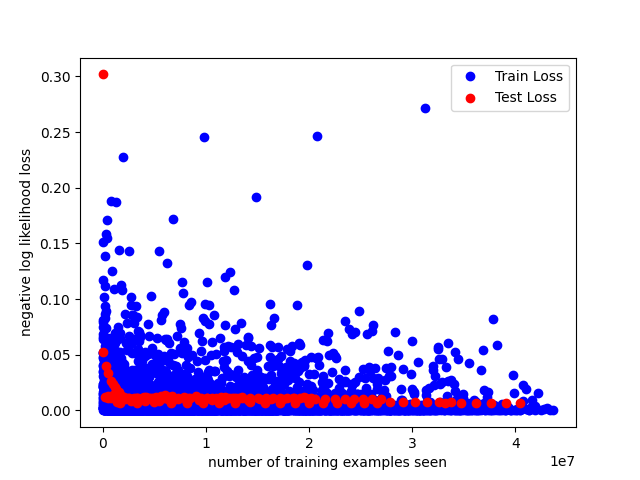 Train Loss
Test Loss
0.30
0.25
0.20
0.15
0.10
0.05
0.00
negative log likelihood loss
0 1 2 3 4
1e7
number of training examples seen